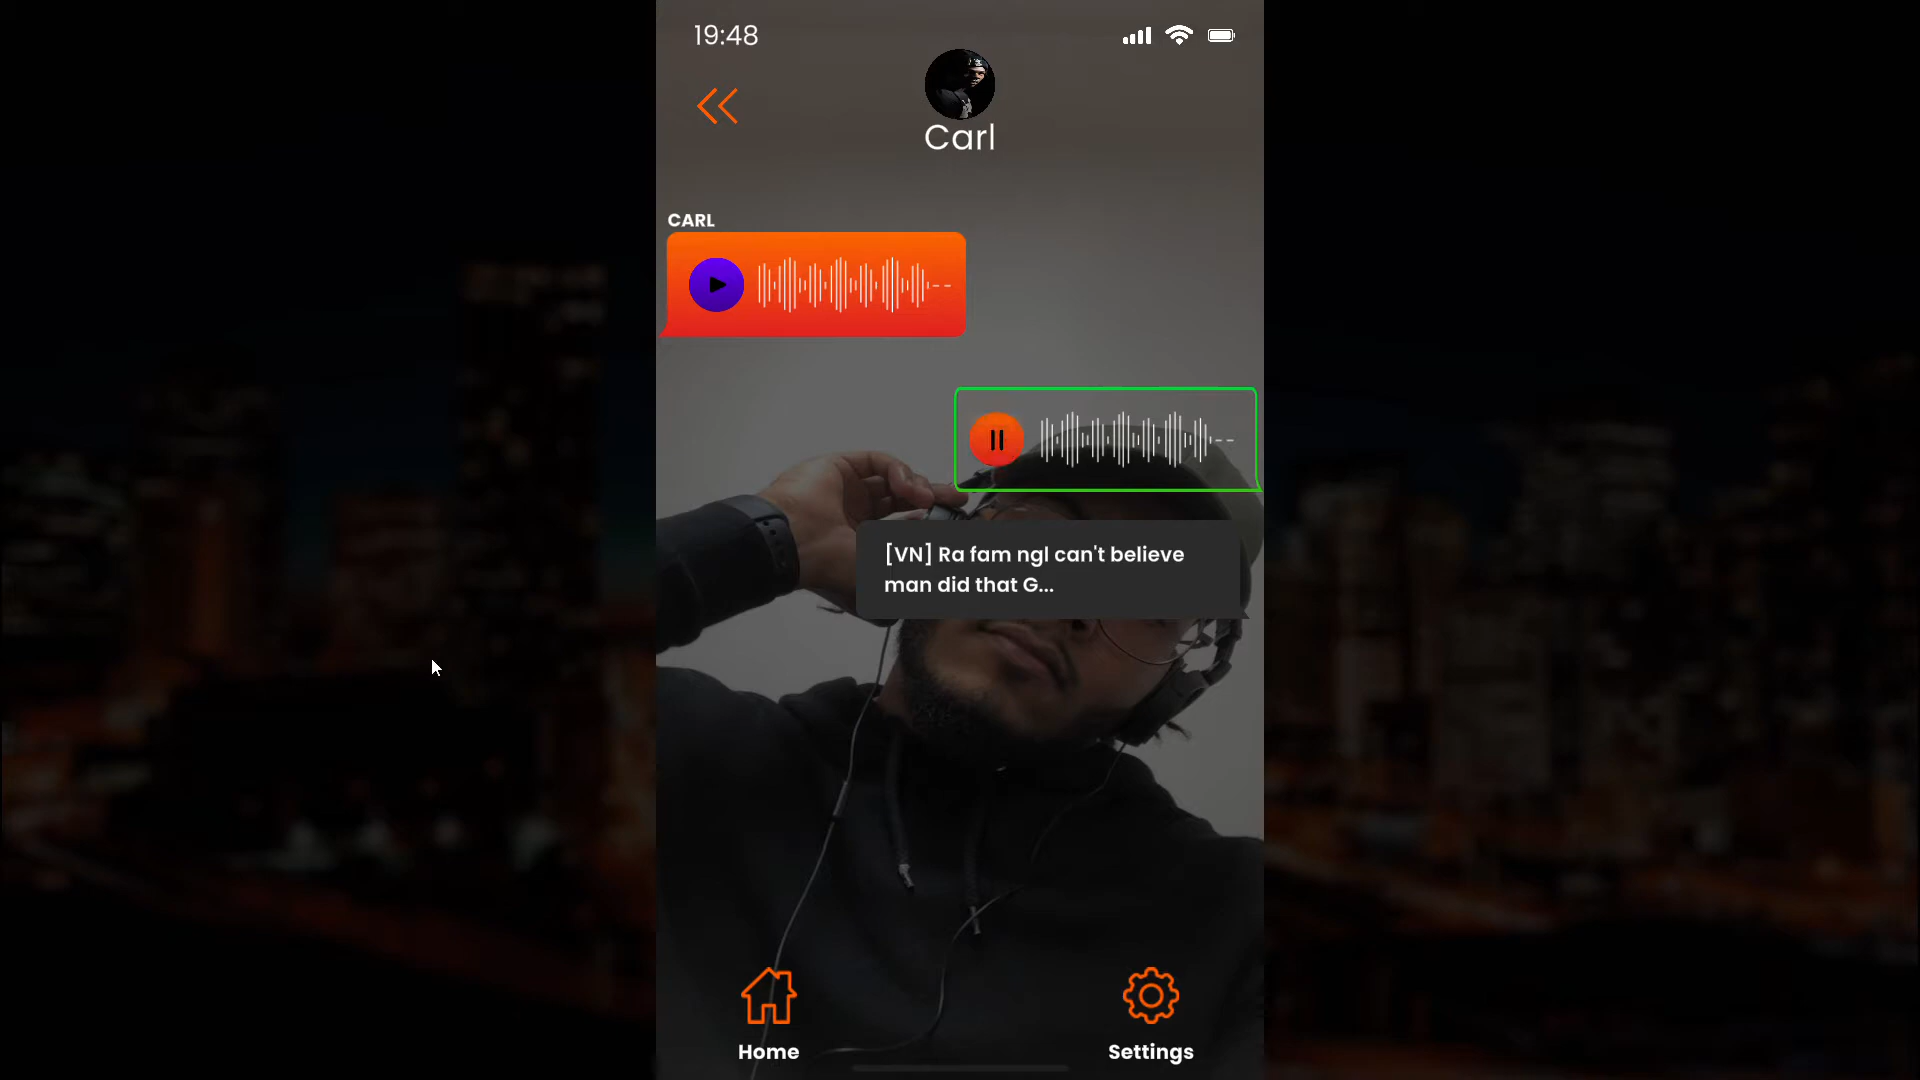 19:48
Carl
CARL
[VN] Ra fam ngl can't believe
man did that G...
Home
Settings